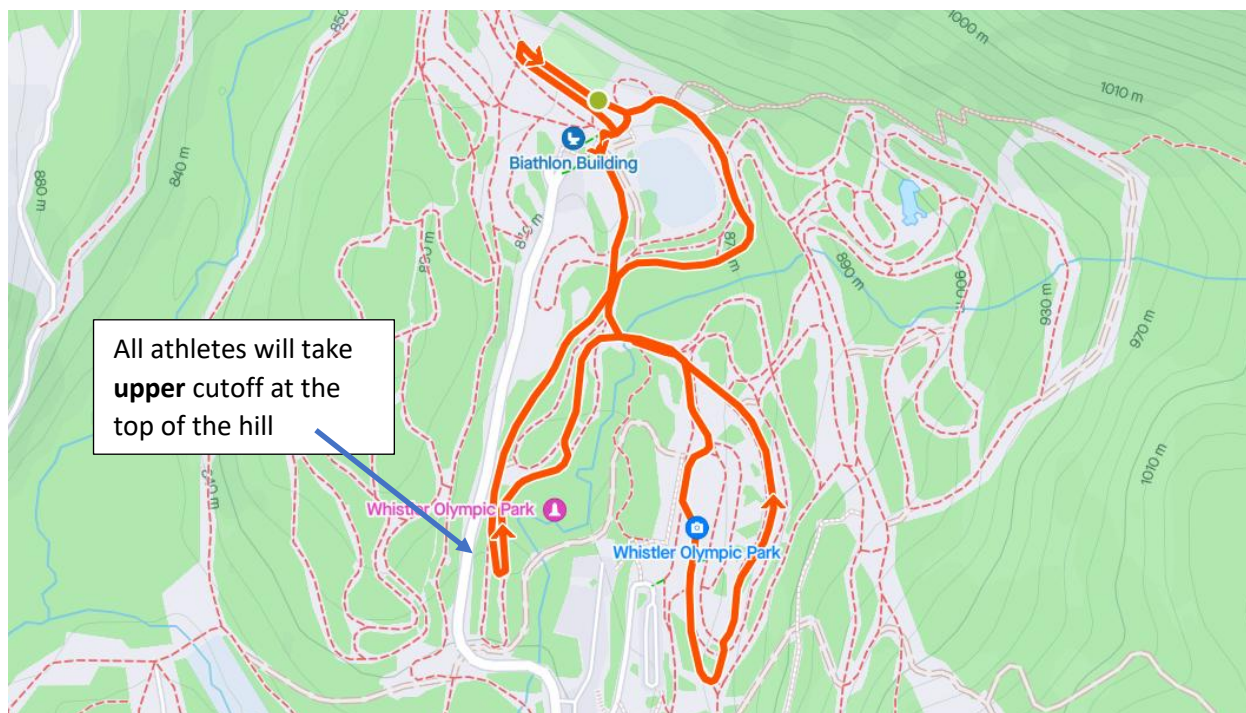 1000 m
850
1010 m
840 m
Biathlon Building
880 m
890 m
900 m
930 m
970 m
All athletes will take
upper cutoff at the
top of the hill
1010 m
Whistler Olympic Park
Whistler Olympic Park